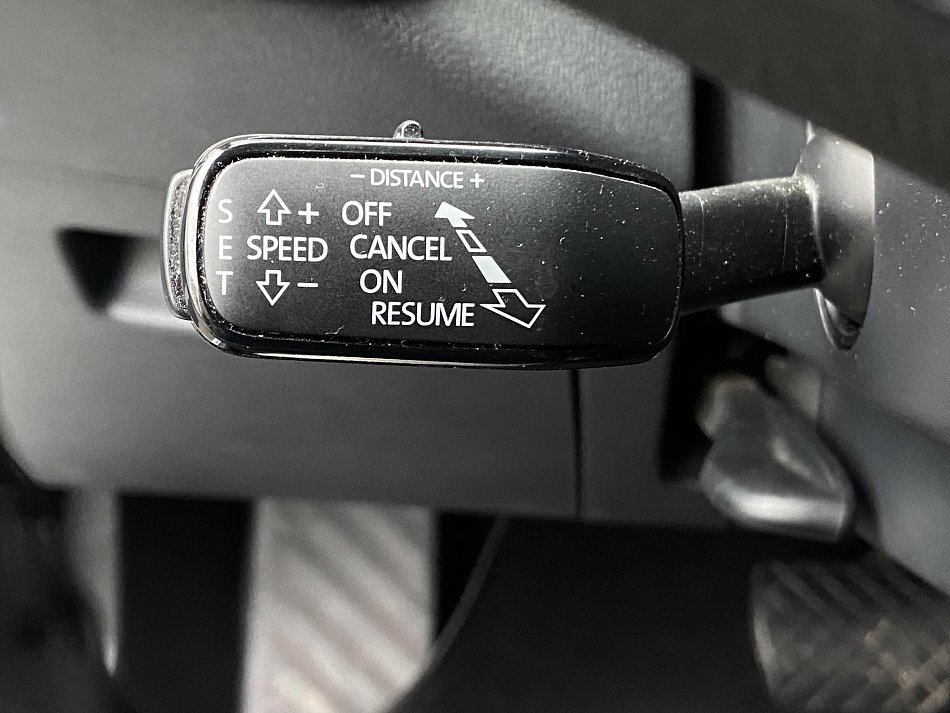 – DISTANCE +
S + OFF
E SPEED CANCEL
T – ON
RESUME